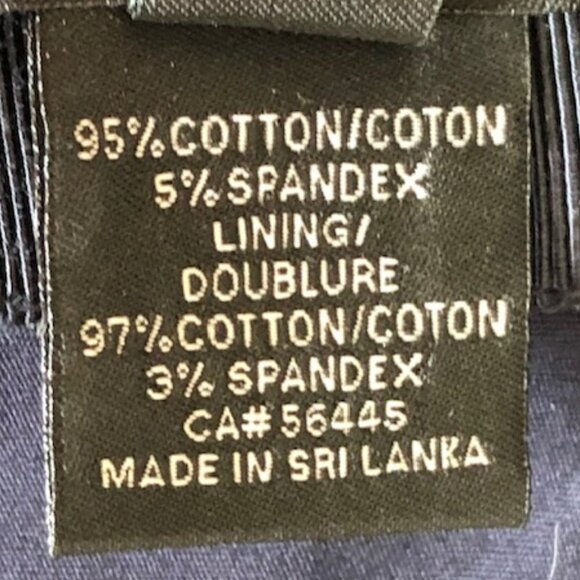 95% COTTON/COTON
5% SPANDEX
LINING/
DOUBLURE
97% COTTON/COTON
3% SPANDEX
CA# 56445
MADE IN SRI LANKA